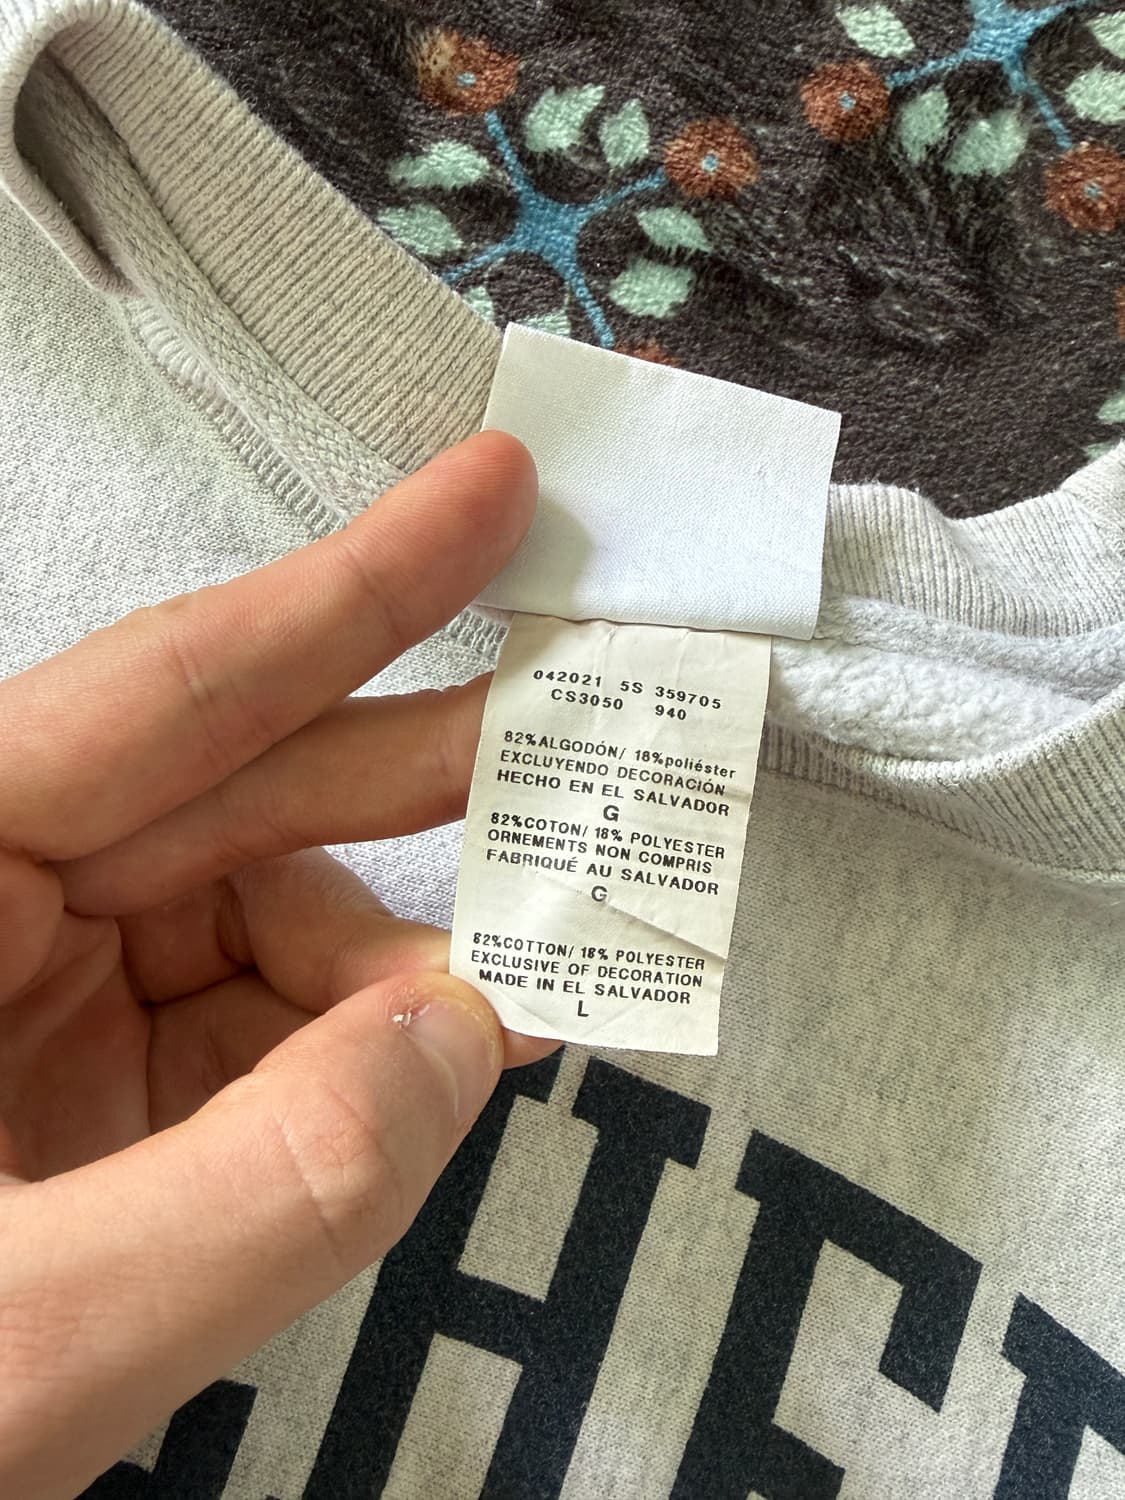 042021 5S 359705
CS3050 940
82%ALGODÓN/ 18%poliéster
EXCLUYENDO DECORACIÓN
HECHO EN EL SALVADOR
G
82%COTON/ 18% POLYESTER
ORNEMENTS NON COMPRIS
FABRIQUÉ AU SALVADOR
G
82%COTTON/ 18% POLYESTER
EXCLUSIVE OF DECORATION
MADE IN EL SALVADOR
L